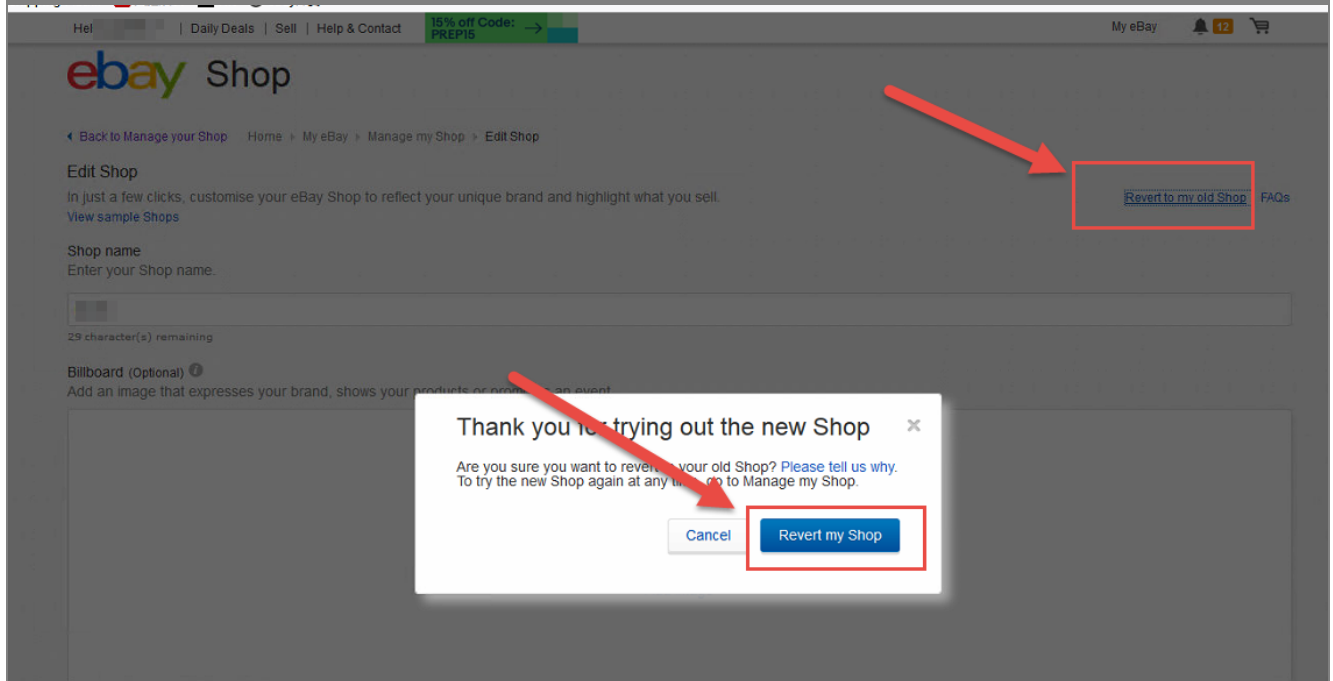 Hel | Daily Deals | Sell | Help & Contact 15% off Code: PREP15 → My eBay 12
ebay Shop
Back to Manage your Shop Home My eBay Manage my Shop Edit Shop
Edit Shop
In just a few clicks, customise your eBay Shop to reflect your unique brand and highlight what you sell.
Revert to my old Shop FAQs
View sample Shops
Shop name
Enter your Shop name.
29 character(s) remaining
Billboard (Optional)
Add an image that expresses your brand, shows your products or an event
Thank you for trying out the new Shop
Are you sure you want to revert your old Shop? Please tell us why.
To try the new Shop again at any go to Manage my Shop.
Cancel Revert my Shop